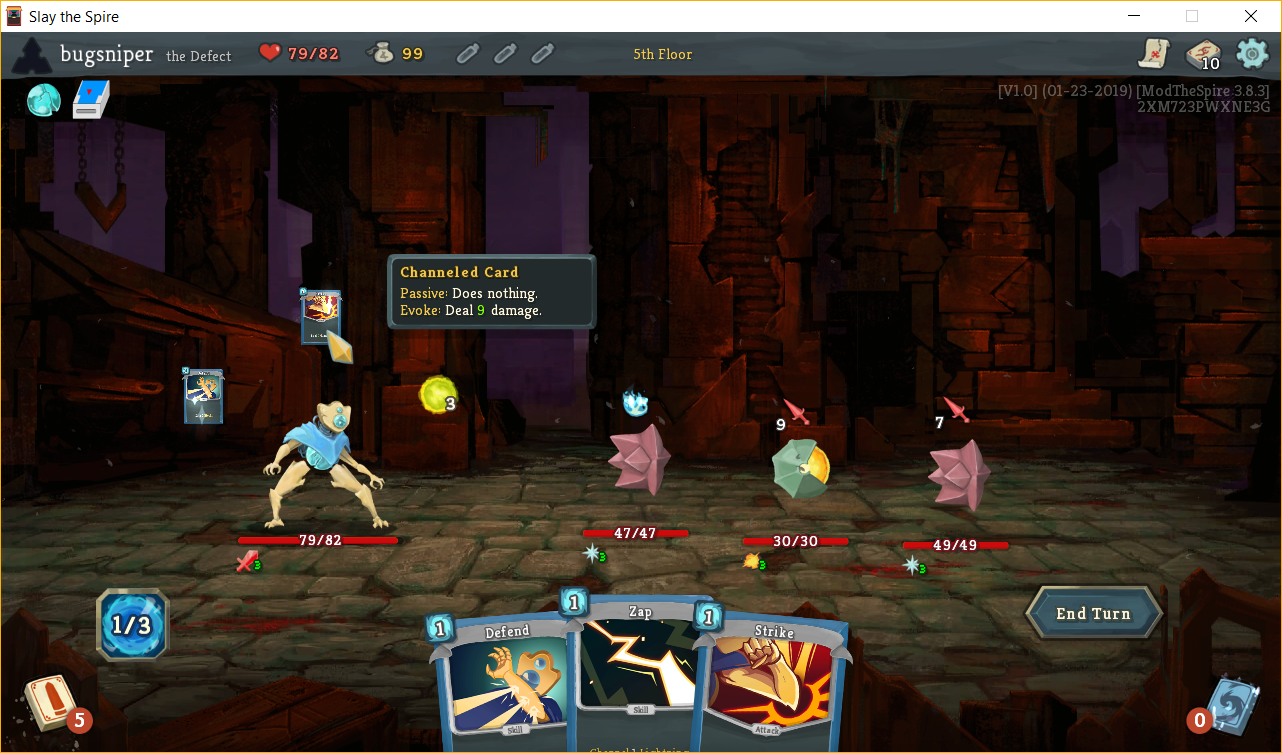 Slay the Spire
bugsniper the Defect 79/82 99 5th Floor 10
[V1.0] (01-23-2019) [ModTheSpire 3.8.3]
2XM723PWXNE3G
Channeled Card
Passive: Does nothing.
Evoke: Deal 9 damage.
3
9
7
79/82
47/47
30/30
49/49
3
3
3
3
1/3
End Turn
1
Defend
Skill
1
Zap
Skill
Channel 1 Lightning
1
Strike
Attack
5
0